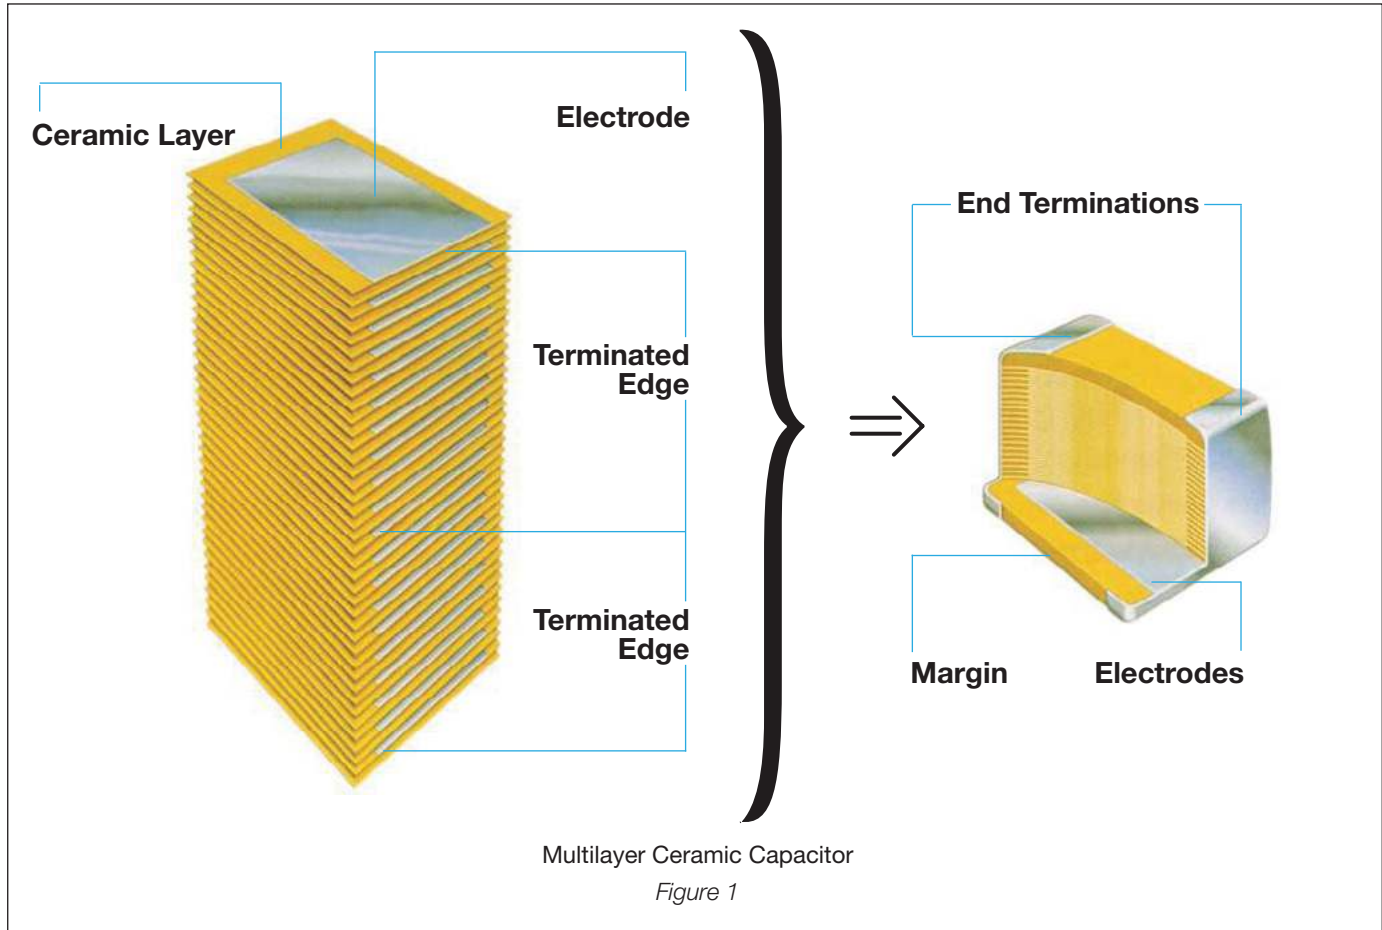 Ceramic Layer
Electrode
Terminated
Edge
Terminated
Edge
End Terminations
Margin
Electrodes
Multilayer Ceramic Capacitor
Figure 1